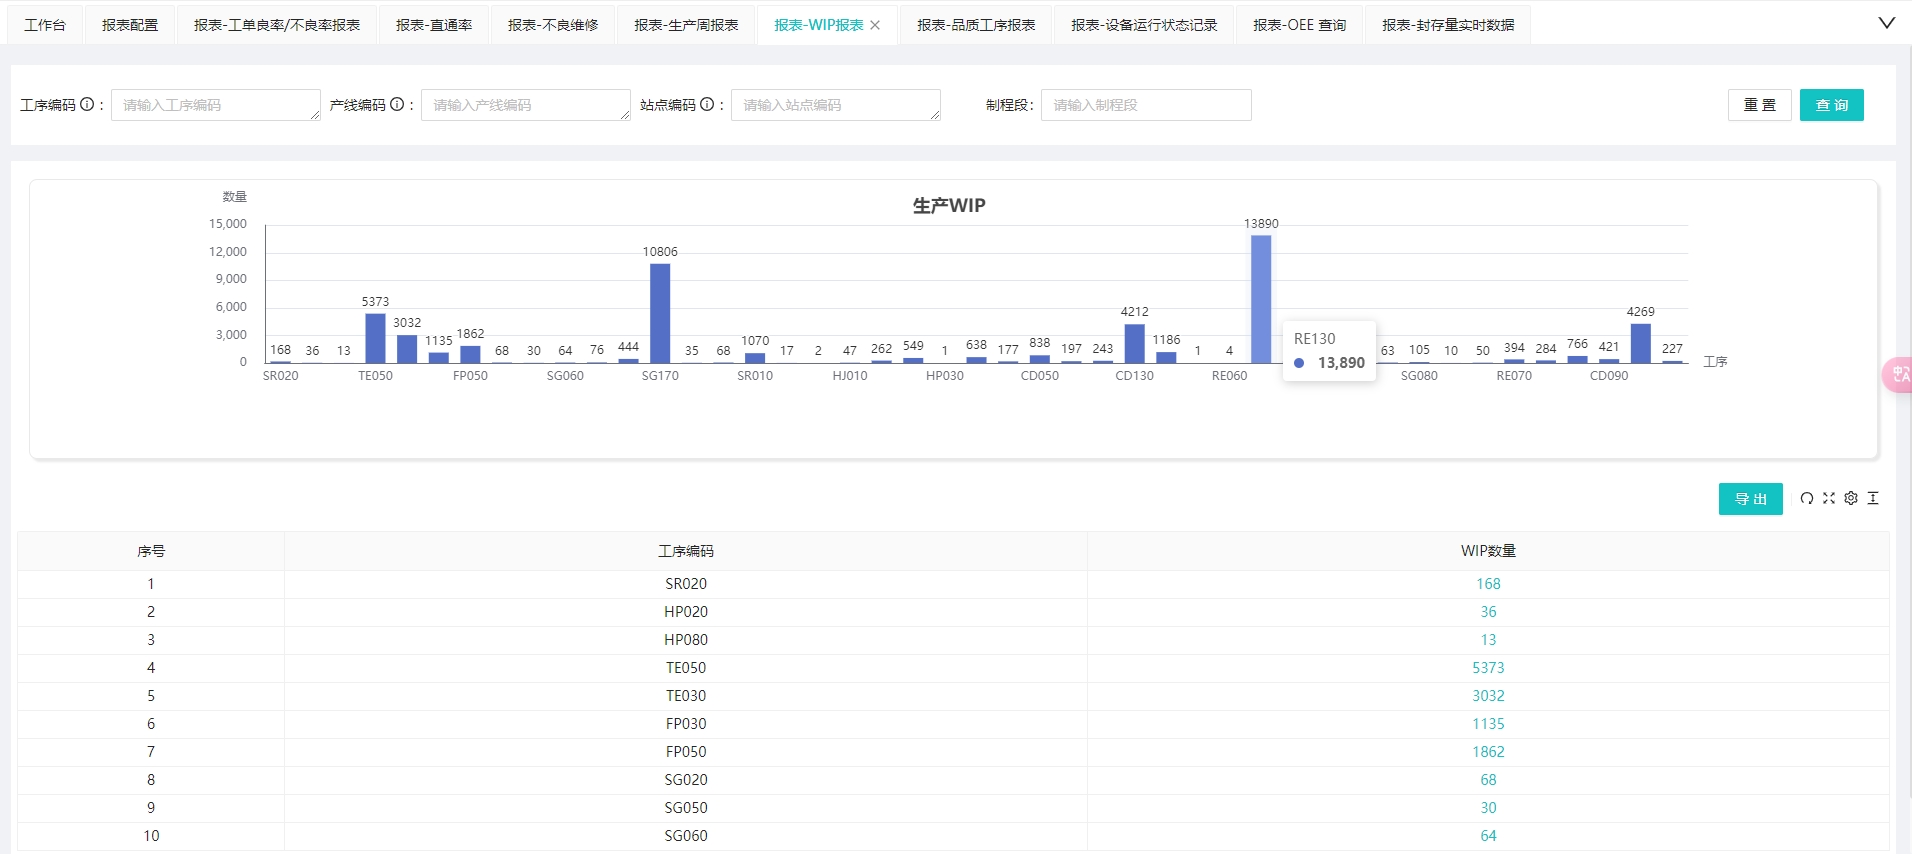 工作台 报表配置 报表-工单良率/不良率报表 报表-直通率 报表-不良维修 报表-生产周报表 报表-WIP报表 报表-品质工序报表 报表-设备运行状态记录 报表-OEE 查询 报表-封存量实时数据
工序编码 : 请输入工序编码 产线编码 : 请输入产线编码 站点编码 : 请输入站点编码 制程段: 请输入制程段 重 置 查 询
生产WIP
数量
15,000
12,000
9,000
6,000
3,000
0
168 36 13 5373 3032 1135 1862 68 30 64 76 444 10806 35 68 1070 17 2 47 262 549 1 638 177 838 197 243 4212 1186 1 4 13890 63 105 10 50 394 284 766 421 4269 227
SR020 TE050 FP050 SG060 SG170 SR010 HJ010 HP030 CD050 CD130 RE060 SG080 RE070 CD090
工序
RE130
13,890
导 出
序号 工序编码 WIP数量
1 SR020 168
2 HP020 36
3 HP080 13
4 TE050 5373
5 TE030 3032
6 FP030 1135
7 FP050 1862
8 SG020 68
9 SG050 30
10 SG060 64